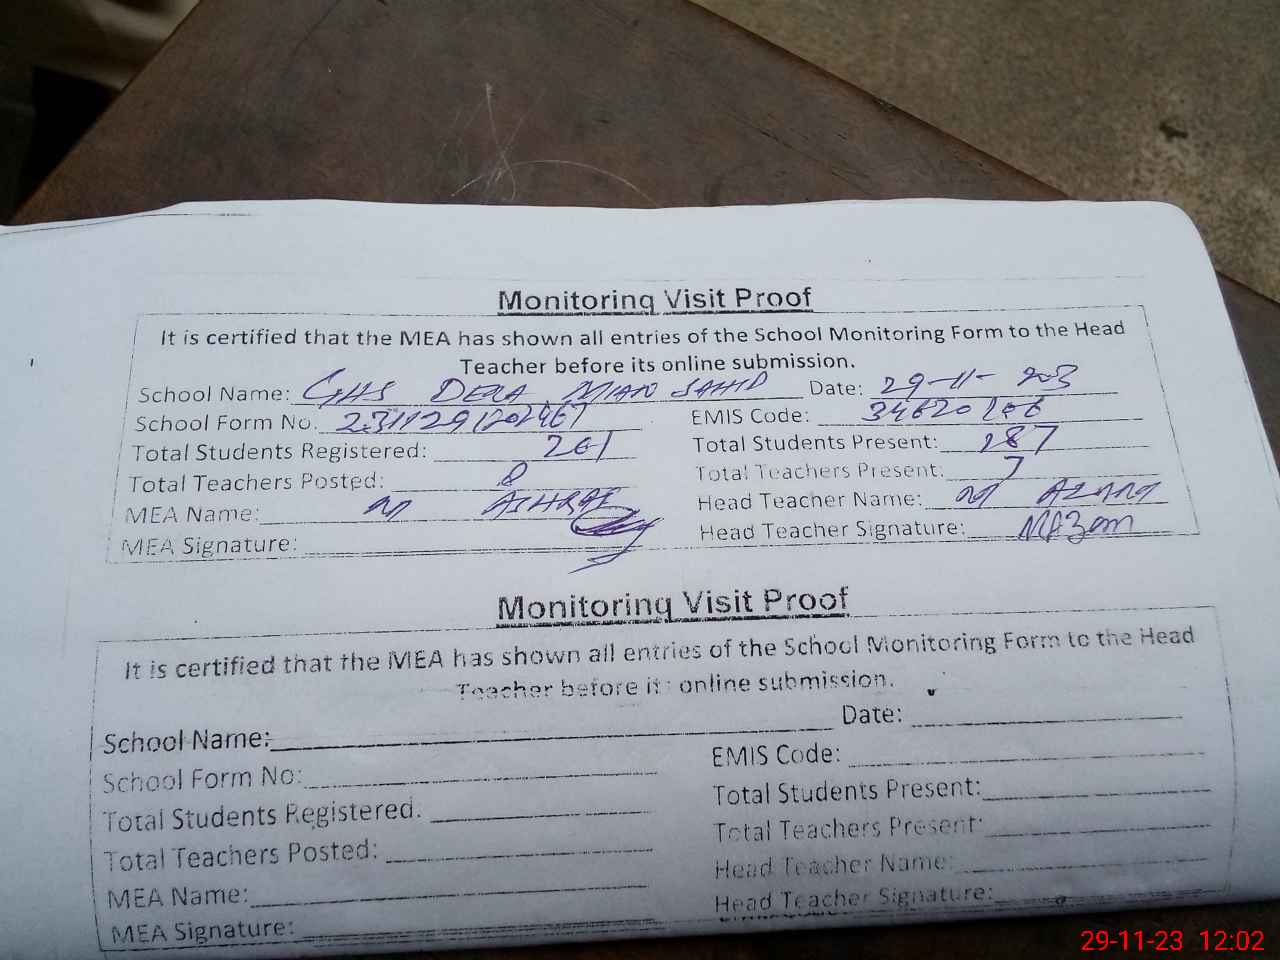 Monitoring Visit Proof
It is certified that the MEA has shown all entries of the School Monitoring Form to the Head
Teacher before its online submission.
School Name: GHS DERA MIAN SAHIB Date: 29-11-
School Form No. EMIS Code:
Total Students Registered: 201 Total Students Present: 187
Total Teachers Posted: 8 Total Teachers Present: 7
MEA Name: M ASHRAF Head Teacher Name: M
MEA Signature: Head Teacher Signature:
Monitoring Visit Proof
It is certified that the MEA has shown all entries of the School Monitoring Form to the Head
Teacher before its online submission.
School Name: Date:
School Form No: EMIS Code:
Total Students Registered: Total Students Present:
Total Teachers Posted: Total Teachers Present:
MEA Name: Head Teacher Name:
MEA Signature: Head Teacher Signature:
29-11-23 12:02